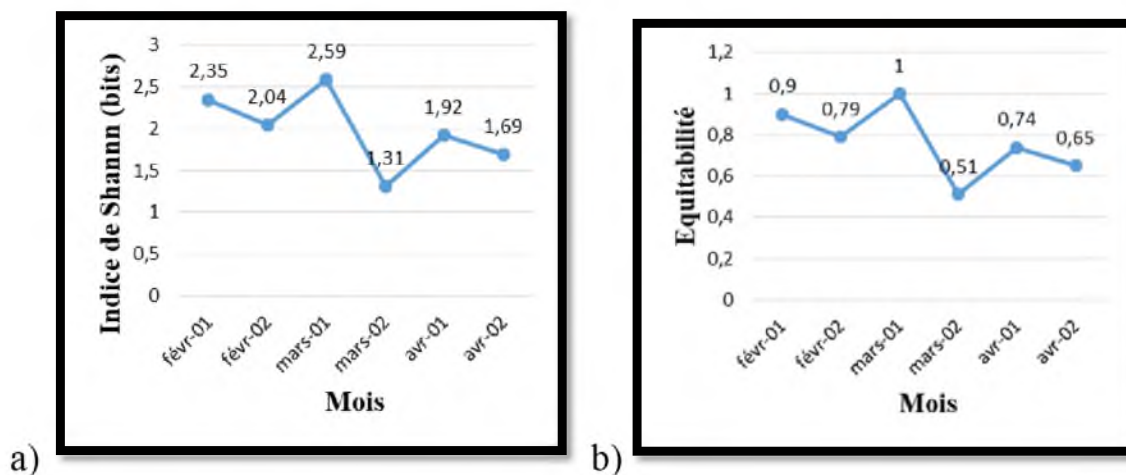 3
2,5
2
1,5
1
0,5
0
2,35
2,04
2,59
1,31
1,92
1,69
Indice de Shannn (bits)
févr-01
févr-02
mars-01
mars-02
avr-01
avr-02
Mois
a)
1,2
1
0,8
0,6
0,4
0,2
0
0,9
0,79
1
0,51
0,74
0,65
Equitabilité
févr-01
févr-02
mars-01
mars-02
avr-01
avr-02
Mois
b)